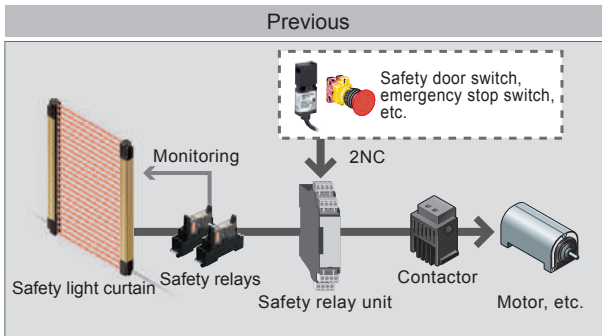 Previous
Safety door switch,
emergency stop switch,
etc.
Monitoring
2NC
Safety light curtain
Safety relays
Safety relay unit
Contactor
Motor, etc.